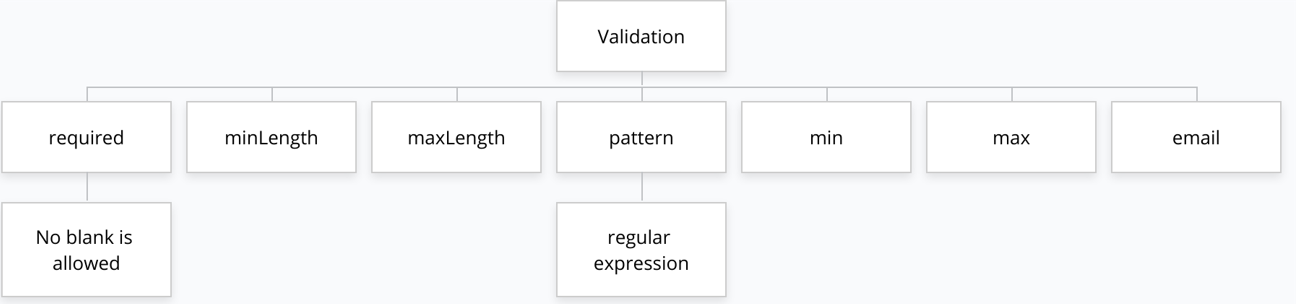 Validation
required
minLength
maxLength
pattern
min
max
email
No blank is
allowed
regular
expression